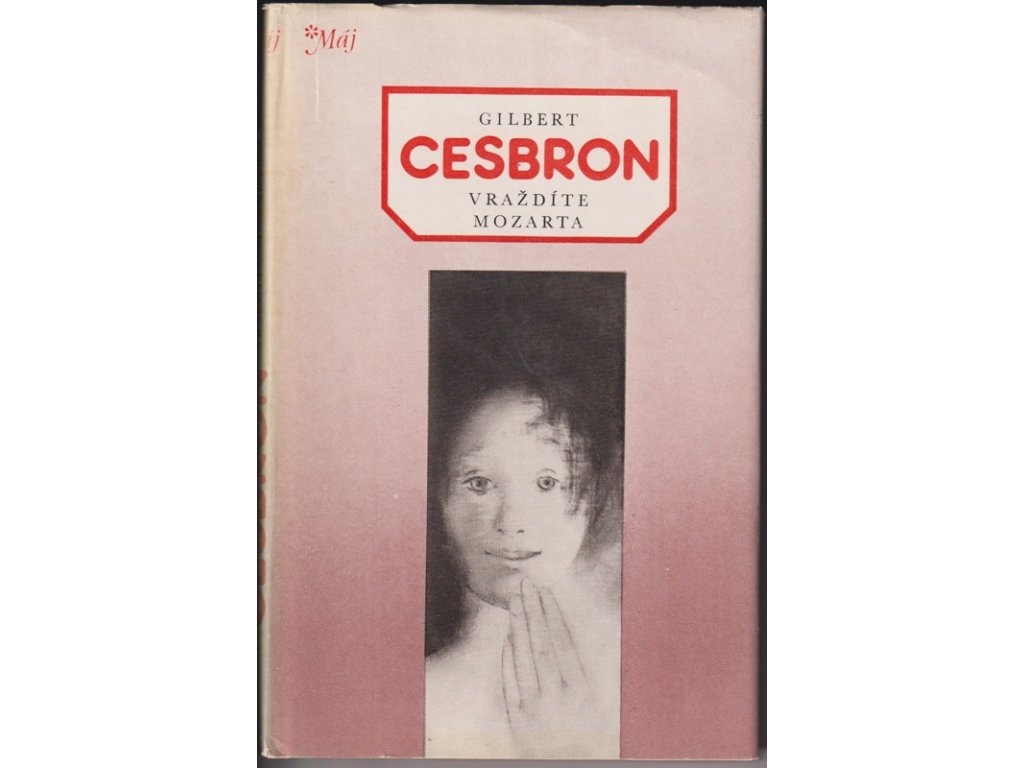 *Máj
GILBERT
CESBRON
VRAŽDÍTE
MOZARTA